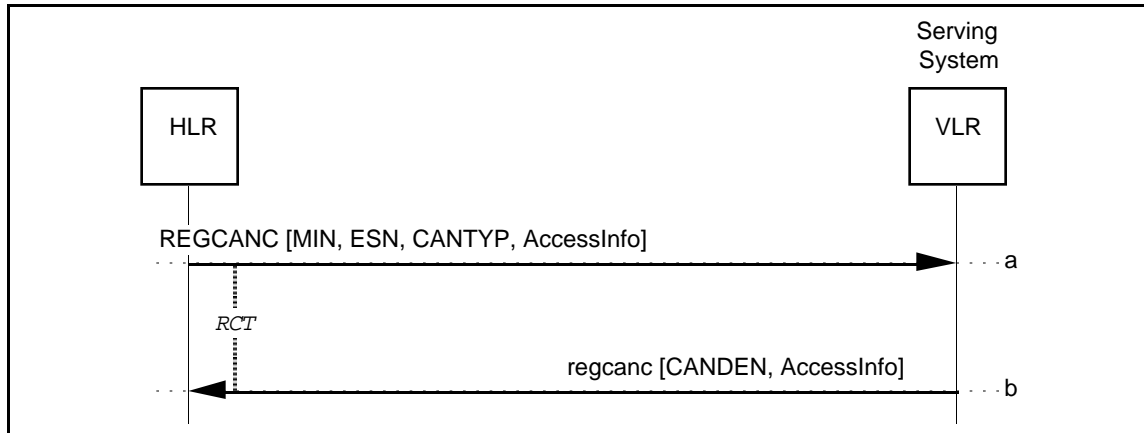 Serving
System
HLR
VLR
REGCANC [MIN, ESN, CANTYP, AccessInfo]
a
RCT
regcanc [CANDEN, AccessInfo]
b